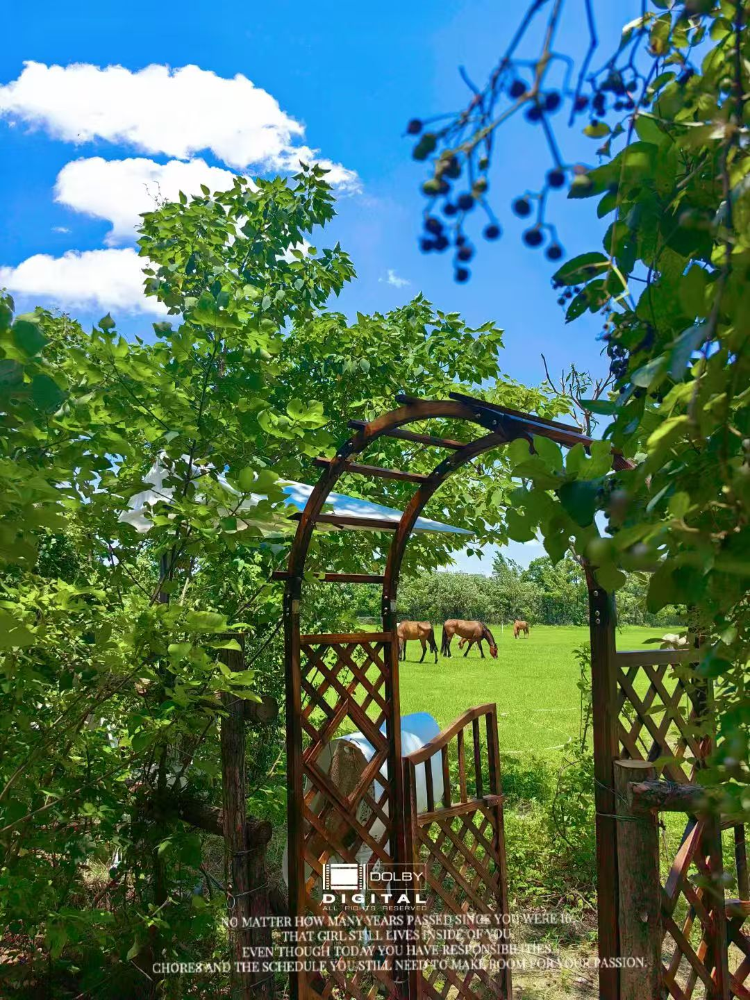 DOLBY
DIGITAL
ALL RIGHTS RESERVED
NO MATTER HOW MANY YEARS PASSED SINCE YOU WERE 16,
THAT GIRL STILL LIVES INSIDE OF YOU.
EVEN THOUGH TODAY YOU HAVE RESPONSIBILITIES,
CHORES AND THE SCHEDULE YOU STILL NEED TO MAKE ROOM FOR YOUR PASSION.